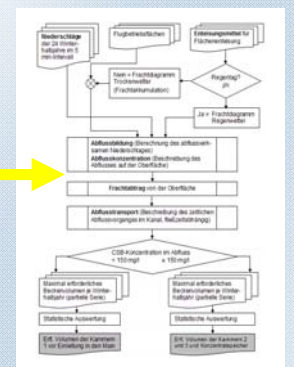 Niederschläge
der 24 Winter-
halbjahre im 5
min-Intervall
Flugbetriebsflächen
Enteisungsmittel für
Flächenenteisung
Nein = Frachtdiagramm
Trockenwetter
(Frachtakkumulation)
Regentag?
Ja = Frachtdiagramm
Regenwetter
Abflussbildung (Berechnung des abflusswirk-
samen Niederschlages)
Abflusskonzentration (Beschreibung des
Abflusses auf der Oberfläche)
Frachtabtrag von der Oberfläche
Abflusstransport (Beschreibung des zeitlichen
Abflussvorganges im Kanal, fließzeitabhängig)
CSB-Konzentration im Abfluss
< 150 mg/l
≥ 150 mg/l
Maximal erforderliches
Beckenvolumen je Winter-
halbjahr (partielle Serie)
Maximal erforderliches
Beckenvolumen je Winter-
halbjahr (partielle Serie)
Statistische Auswertung
Statistische Auswertung
Erf. Volumen der Kammern
1 vor Einleitung in den Main
Erf. Volumen der Kammern 2
und 3 und Konzentratspeicher